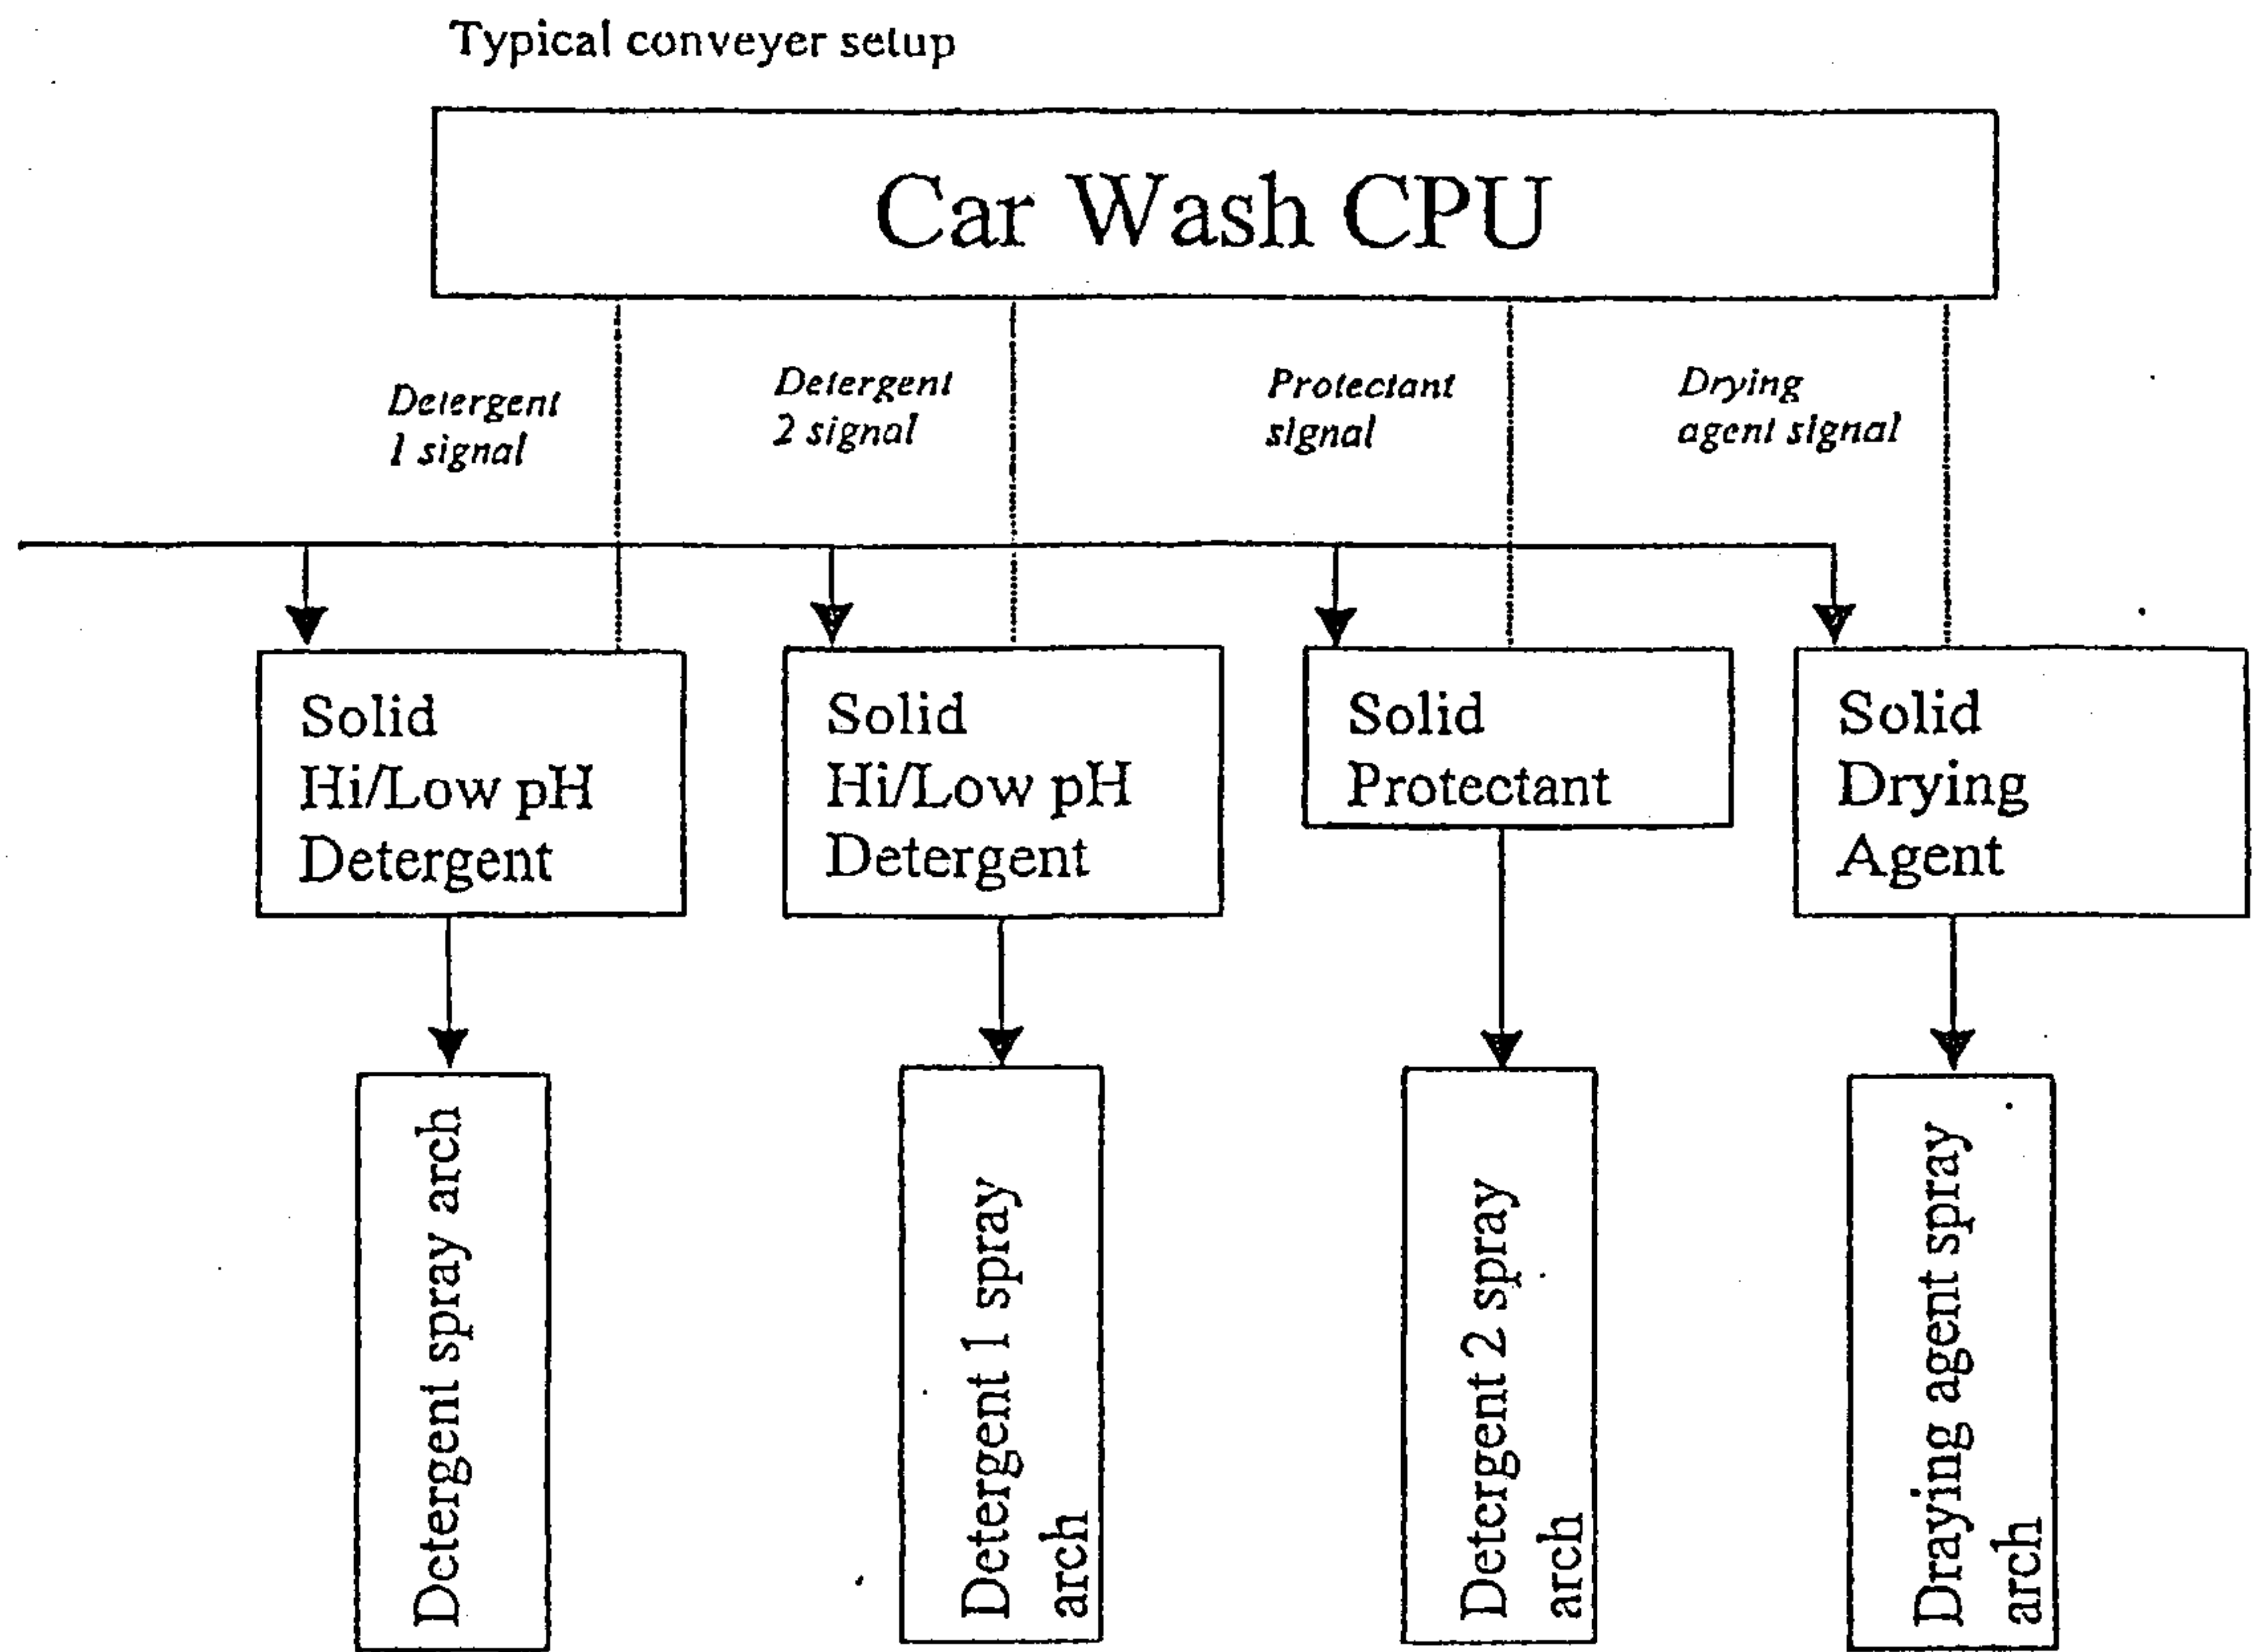 Typical conveyer setup
Car Wash CPU
Detergent
1 signal
Detergent
2 signal
Protectant
signal
Drying
agent signal
Solid
Hi/Low pH
Detergent
Solid
Hi/Low pH
Detergent
Solid
Protectant
Solid
Drying
Agent
Detergent spray arch
Detergent 1 spray
arch
Detergent 2 spray
arch
Draying agent spray
arch